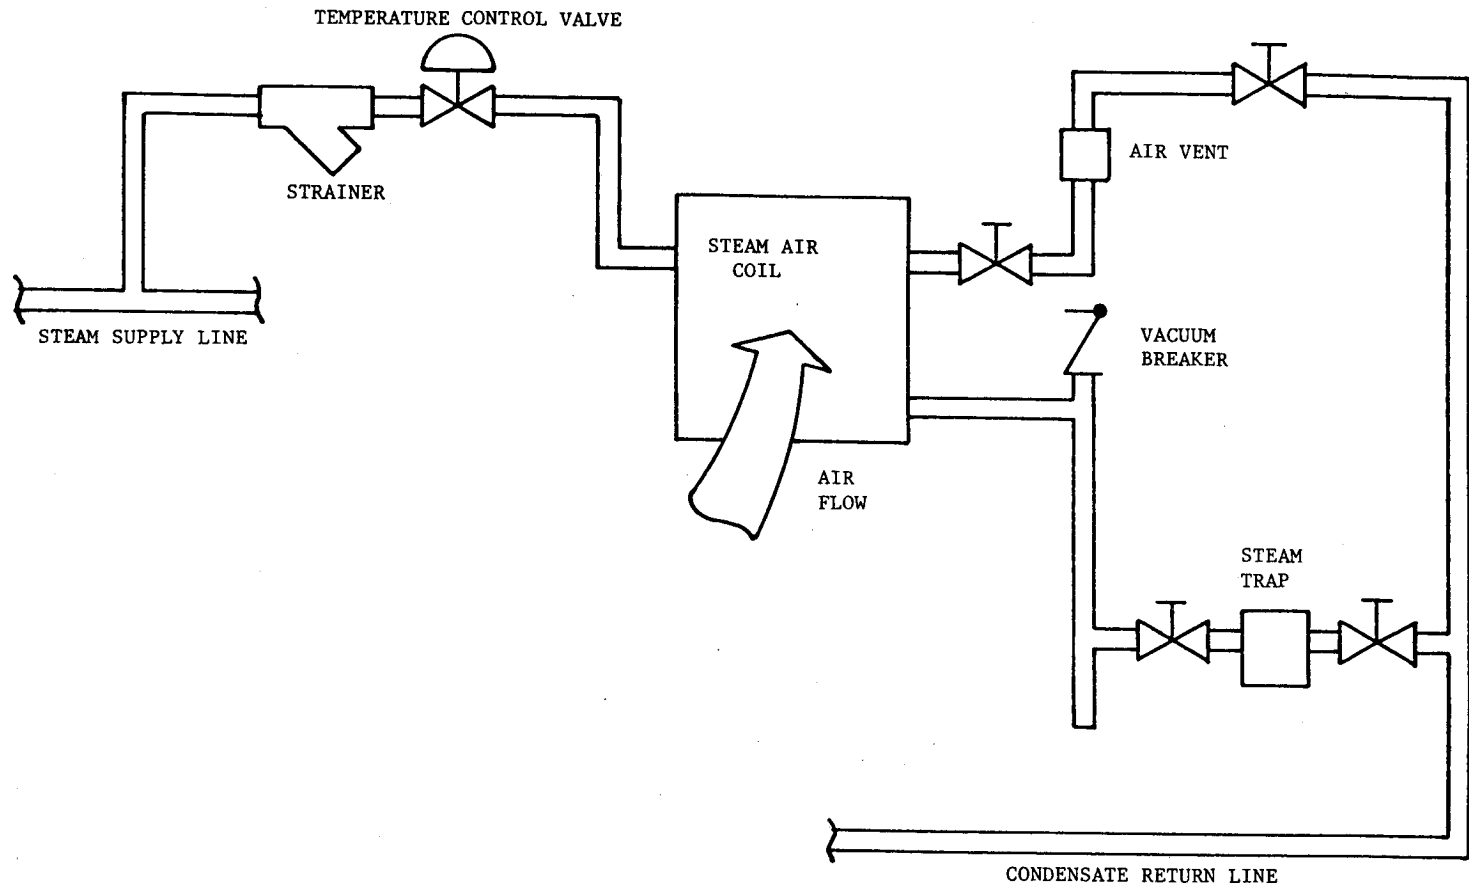 TEMPERATURE CONTROL VALVE
STRAINER
STEAM SUPPLY LINE
STEAM AIR
COIL
AIR
FLOW
AIR VENT
VACUUM
BREAKER
STEAM
TRAP
CONDENSATE RETURN LINE